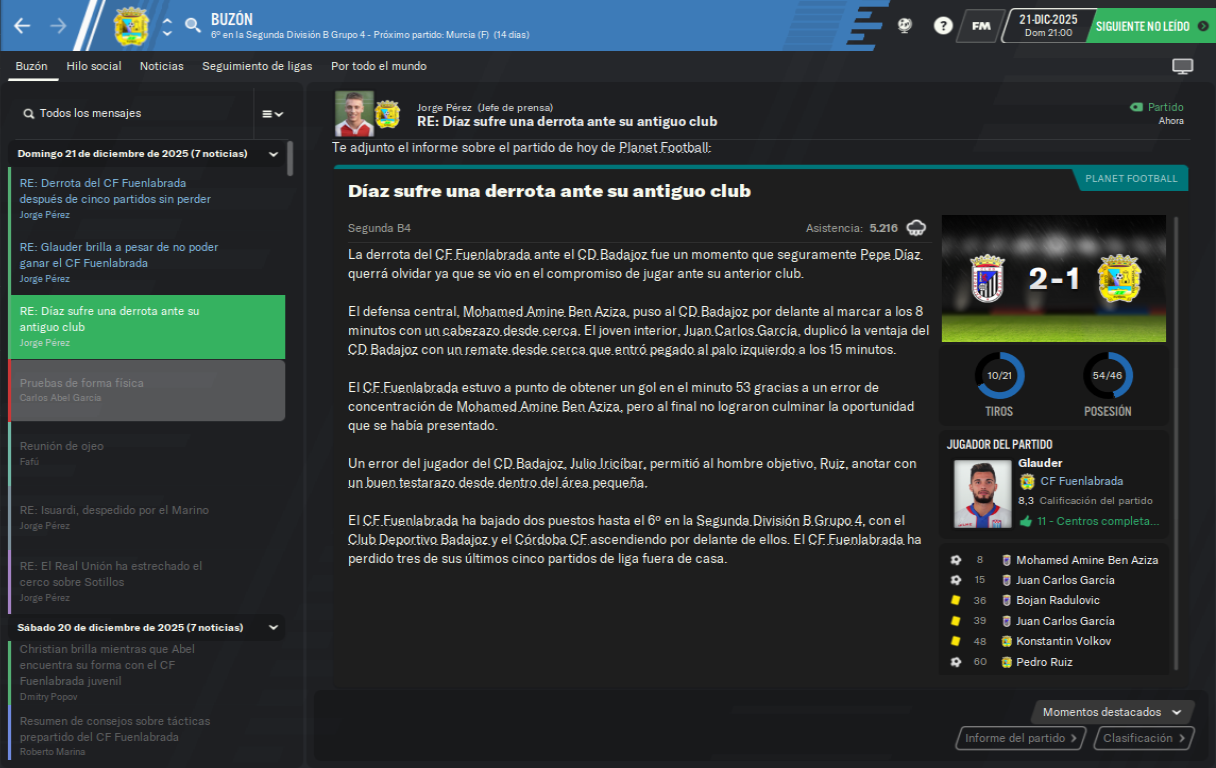 BUZÓN
6º en la Segunda División B Grupo 4 - Próximo partido: Murcia (F) (14 días)
?
FM
21-DIC-2025
Dom 21:00
SIGUIENTE NO LEÍDO
Buzón
Hilo social
Noticias
Seguimiento de ligas
Por todo el mundo
Todos los mensajes
Domingo 21 de diciembre de 2025 (7 noticias)
RE: Derrota del CF Fuenlabrada
después de cinco partidos sin perder
Jorge Pérez
RE: Glauder brilla a pesar de no poder
ganar el CF Fuenlabrada
Jorge Pérez
RE: Díaz sufre una derrota ante su
antiguo club
Jorge Pérez
Pruebas de forma física
Carlos Abel García
Reunión de ojeo
Fafú
RE: Isuardi, despedido por el Marino
Jorge Pérez
RE: El Real Unión ha estrechado el
cerco sobre Sotillos
Jorge Pérez
Sábado 20 de diciembre de 2025 (7 noticias)
Christian brilla mientras que Abel
encuentra su forma con el CF
Fuenlabrada juvenil
Dmitry Popov
Resumen de consejos sobre tácticas
prepartido del CF Fuenlabrada
Roberto Marina
Jorge Pérez (Jefe de prensa)
RE: Díaz sufre una derrota ante su antiguo club
Partido
Ahora
Te adjunto el informe sobre el partido de hoy de Planet Football:
PLANET FOOTBALL
Díaz sufre una derrota ante su antiguo club
Segunda B4
Asistencia: 5.216
La derrota del CF Fuenlabrada ante el CD Badajoz fue un momento que seguramente Pepe Díaz
querrá olvidar ya que se vio en el compromiso de jugar ante su anterior club.
El defensa central, Mohamed Amine Ben Aziza, puso al CD Badajoz por delante al marcar a los 8
minutos con un cabezazo desde cerca. El joven interior, Juan Carlos García, duplicó la ventaja del
CD Badajoz con un remate desde cerca que entró pegado al palo izquierdo a los 15 minutos.
El CF Fuenlabrada estuvo a punto de obtener un gol en el minuto 53 gracias a un error de
concentración de Mohamed Amine Ben Aziza, pero al final no lograron culminar la oportunidad
que se había presentado.
Un error del jugador del CD Badajoz, Julio Iricíbar, permitió al hombre objetivo, Ruiz, anotar con
un buen testarazo desde dentro del área pequeña.
El CF Fuenlabrada ha bajado dos puestos hasta el 6º en la Segunda División B Grupo 4, con el
Club Deportivo Badajoz y el Córdoba CF ascendiendo por delante de ellos. El CF Fuenlabrada ha
perdido tres de sus últimos cinco partidos de liga fuera de casa.
2-1
10/21
TIROS
54/46
POSESIÓN
JUGADOR DEL PARTIDO
Glauder
CF Fuenlabrada
8,3 Calificación del partido
11 - Centros completa...
8 Mohamed Amine Ben Aziza
15 Juan Carlos García
36 Bojan Radulovic
39 Juan Carlos García
48 Konstantin Volkov
60 Pedro Ruiz
Momentos destacados
Informe del partido
Clasificación